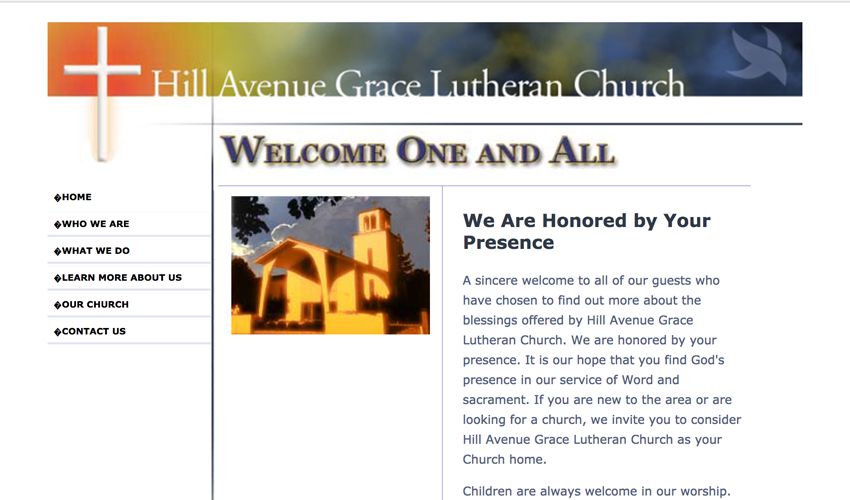 Hill Avenue Grace Lutheran Church
Welcome One and All
�HOME
�WHO WE ARE
�WHAT WE DO
�LEARN MORE ABOUT US
�OUR CHURCH
�CONTACT US
We Are Honored by Your
Presence
A sincere welcome to all of our guests who
have chosen to find out more about the
blessings offered by Hill Avenue Grace
Lutheran Church. We are honored by your
presence. It is our hope that you find God's
presence in our service of Word and
sacrament. If you are new to the area or are
looking for a church, we invite you to consider
Hill Avenue Grace Lutheran Church as your
Church home.
Children are always welcome in our worship.